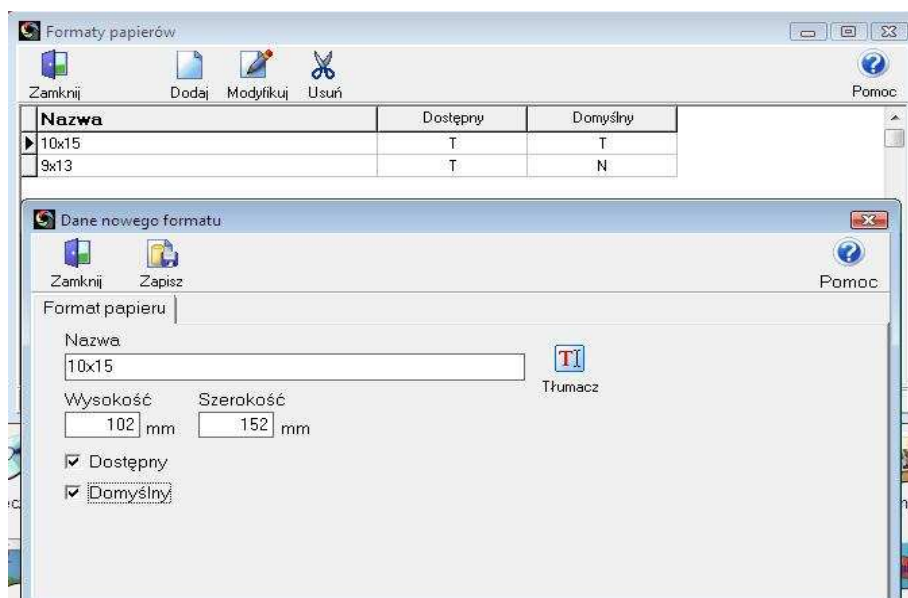 Formaty papierów
Zamknij Dodaj Modyfikuj Usuń Pomoc
Nazwa Dostępny Domyślny
10x15 T T
9x13 T N
Dane nowego formatu
Zamknij Zapisz Pomoc
Format papieru
Nazwa
10x15
Tłumacz
Wysokość Szerokość
102 mm 152 mm
Dostępny
Domyślny